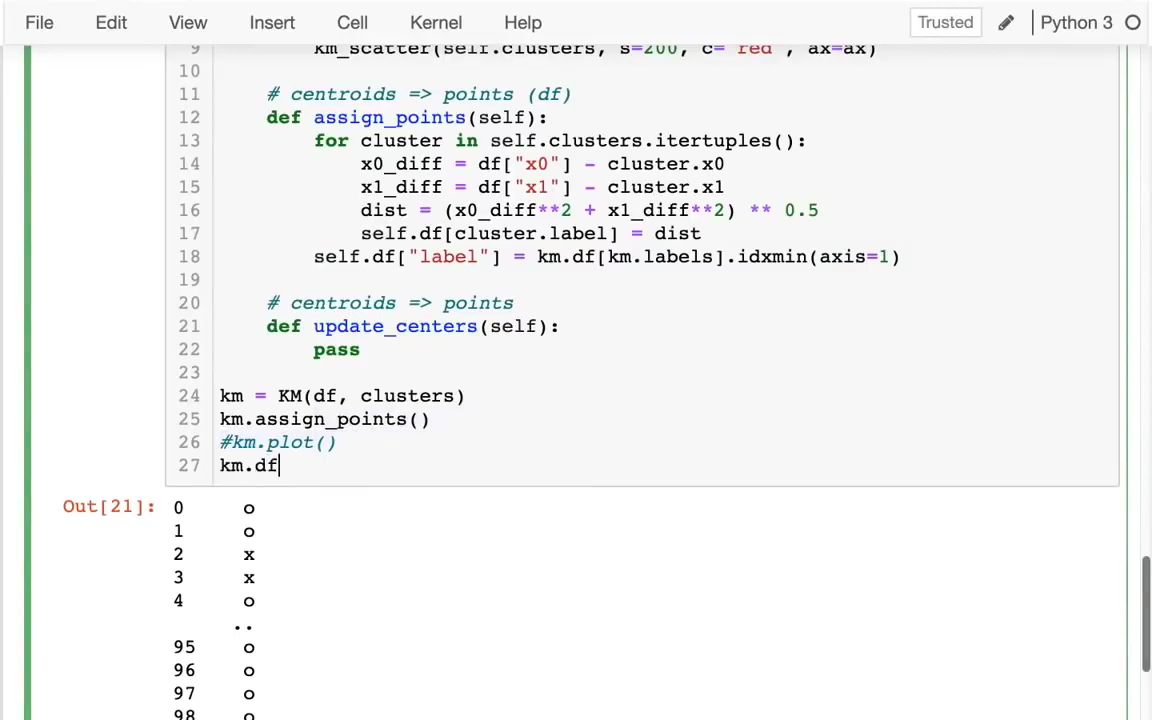 File Edit View Insert Cell Kernel Help Trusted Python 3
9 km_scatter(self.clusters, s=200, c="red", ax=ax)
10
11 # centroids => points (df)
12 def assign_points(self):
13 for cluster in self.clusters.itertuples():
14 x0_diff = df["x0"] - cluster.x0
15 x1_diff = df["x1"] - cluster.x1
16 dist = (x0_diff**2 + x1_diff**2) ** 0.5
17 self.df[cluster.label] = dist
18 self.df["label"] = km.df[km.labels].idxmin(axis=1)
19
20 # centroids => points
21 def update_centers(self):
22 pass
23
24 km = KM(df, clusters)
25 km.assign_points()
26 #km.plot()
27 km.df
Out[21]: 0 o
1 o
2 x
3 x
4 o
..
95 o
96 o
97 o
98 o